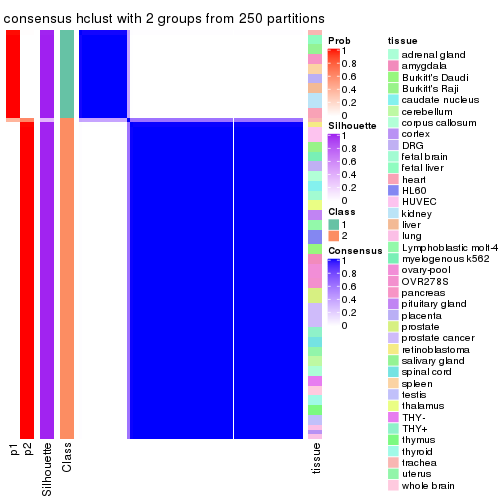 consensus hclust with 2 groups from 250 partitions
Prob
1
0.8
0.6
0.4
0.2
0
Silhouette
1
0.8
0.6
0.4
0.2
0
Class
1
2
Consensus
1
0.8
0.6
0.4
0.2
0
tissue
adrenal gland
amygdala
Burkitt's Daudi
Burkitt's Raji
caudate nucleus
cerebellum
corpus callosum
cortex
DRG
fetal brain
fetal liver
heart
HL60
HUVEC
kidney
liver
lung
Lymphoblastic molt-4
myelogenous k562
ovary-pool
OVR278S
pancreas
pituitary gland
placenta
prostate
prostate cancer
retinoblastoma
salivary gland
spinal cord
spleen
testis
thalamus
THY-
THY+
thymus
thyroid
trachea
uterus
whole brain
p1
p2
Silhouette
Class
tissue